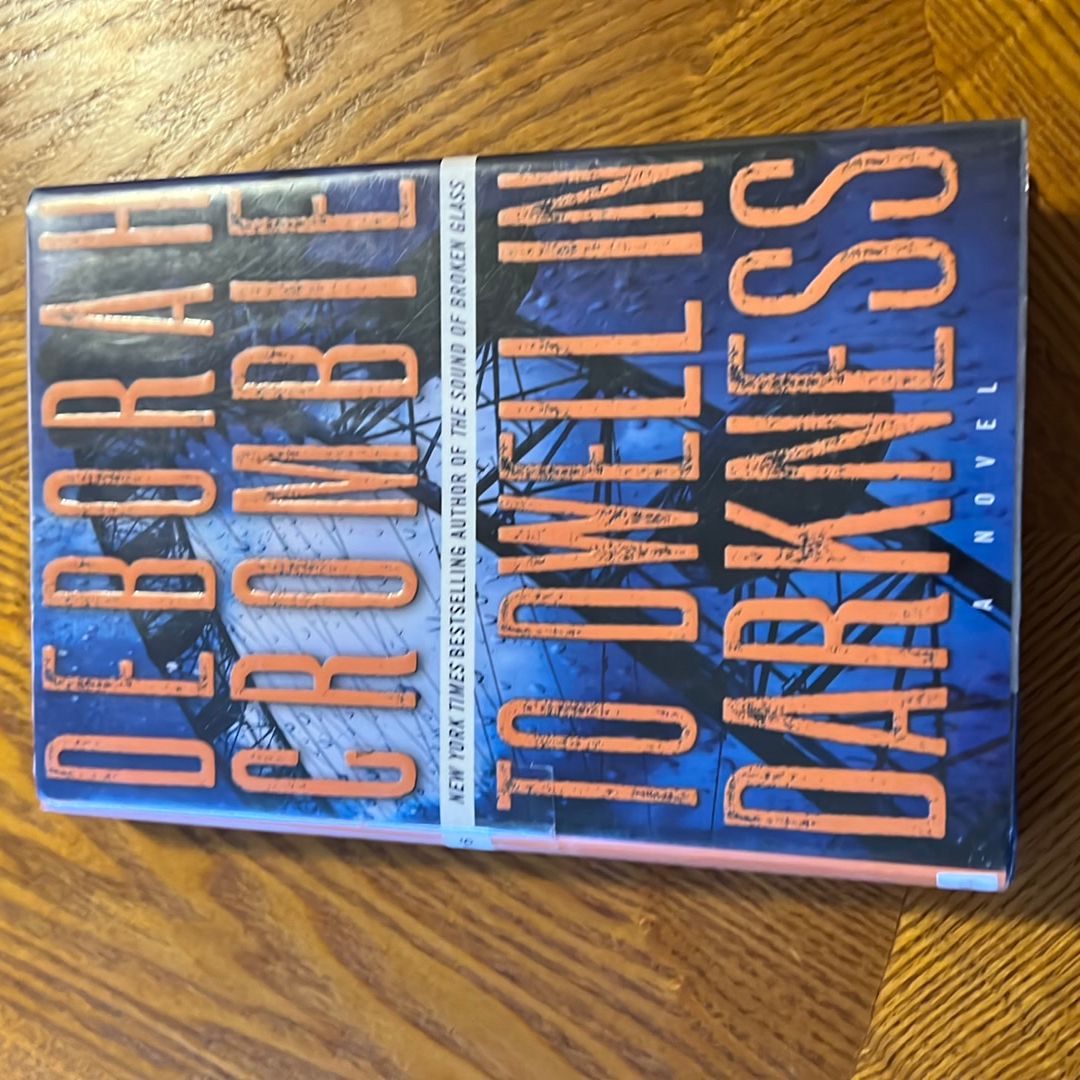 DEBORAH
CROMBIE
NEW YORK TIMES BESTSELLING AUTHOR OF THE SOUND OF BROKEN GLASS
TO DWELL IN
DARKNESS
A NOVEL